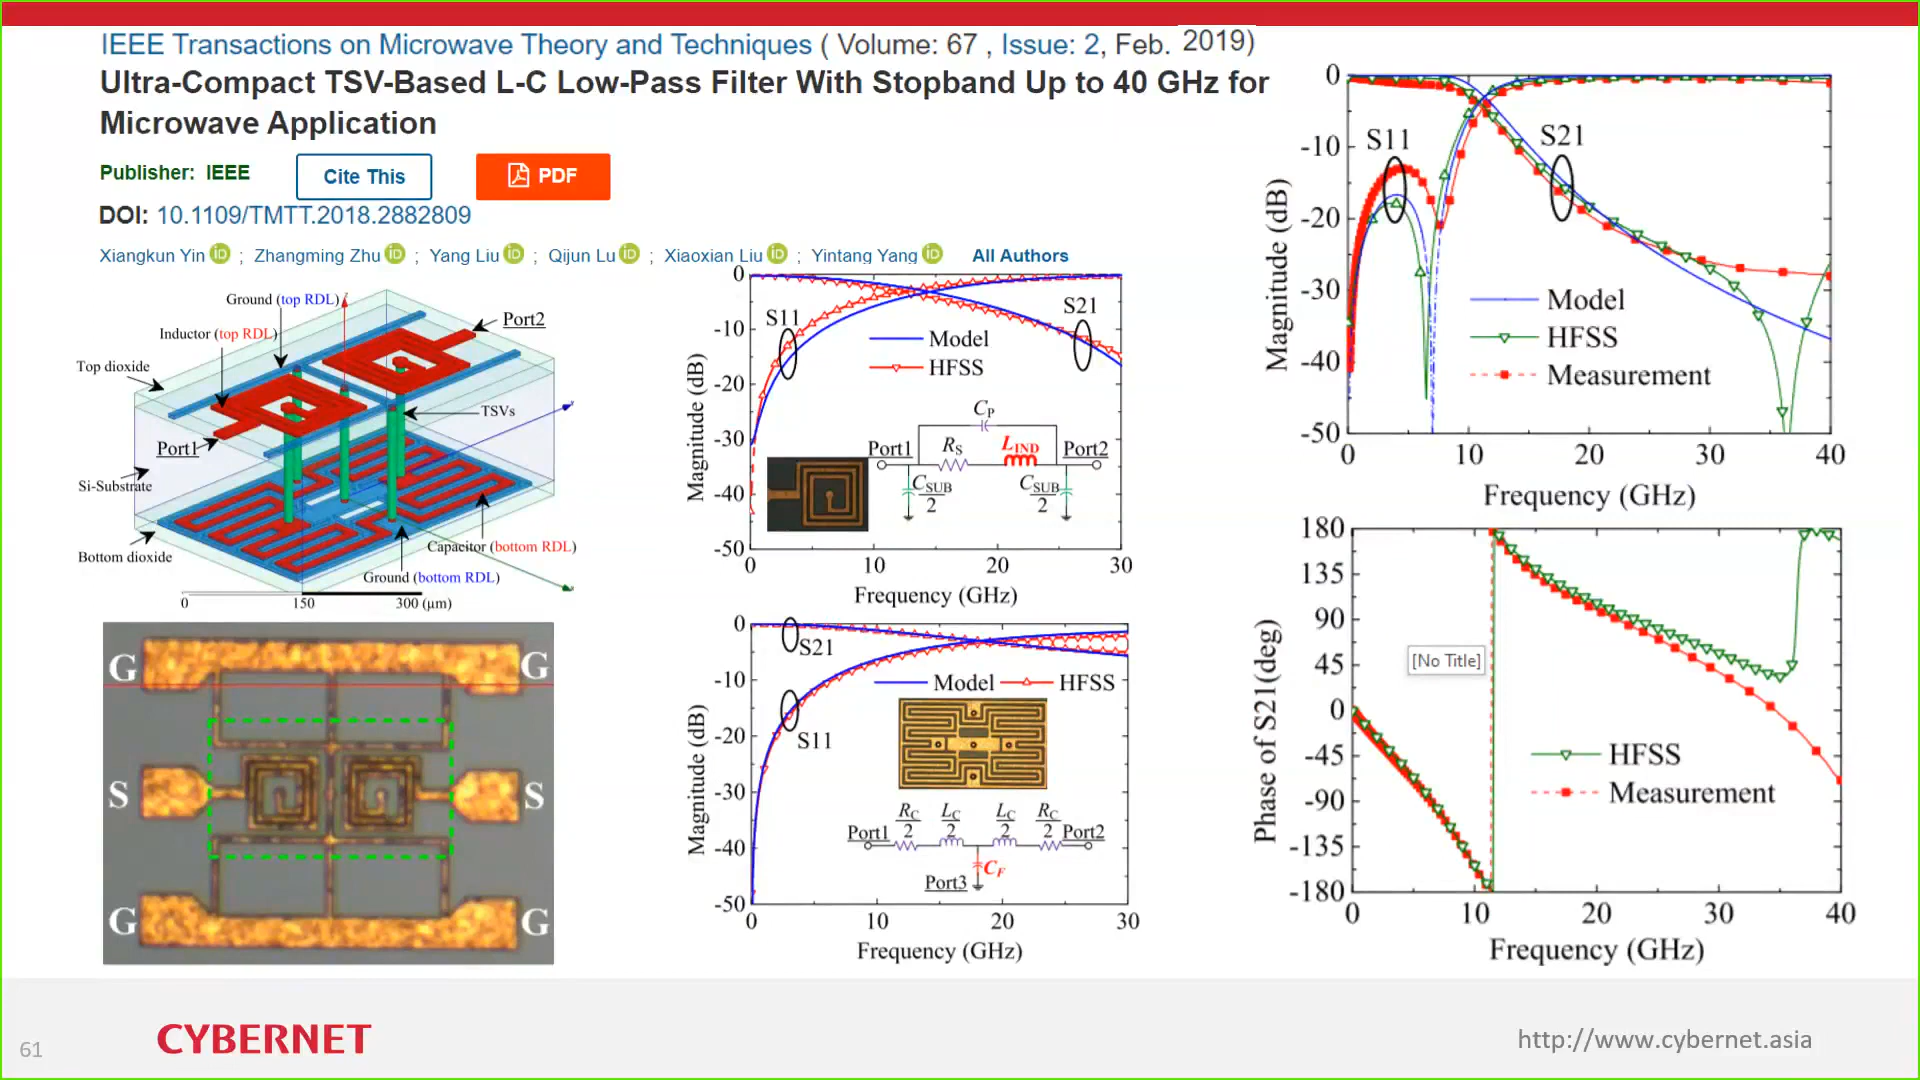 IEEE Transactions on Microwave Theory and Techniques ( Volume: 67 , Issue: 2, Feb. 2019)
Ultra-Compact TSV-Based L-C Low-Pass Filter With Stopband Up to 40 GHz for
Microwave Application
Publisher: IEEE
Cite This
PDF
DOI: 10.1109/TMTT.2018.2882809
Xiangkun Yin iD ; Zhangming Zhu iD ; Yang Liu iD ; Qijun Lu iD ; Xiaoxian Liu iD ; Yintang Yang iD All Authors
Ground (top RDL)
Inductor (top RDL)
Port2
Top dioxide
TSVs
Port1
Si-Substrate
Bottom dioxide
Capacitor (bottom RDL)
Ground (bottom RDL)
0 150 300 (µm)
G G
S S
G G
0
-10
-20
-30
-40
-50
Magnitude (dB)
S11
S21
Model
HFSS
CP
Port1 RS LIND Port2
CSUB
2
CSUB
2
0 10 20 30
Frequency (GHz)
0
-10
-20
-30
-40
-50
Magnitude (dB)
S21
S11
Model HFSS
RC
2
LC
2
LC
2
RC
2
Port1 Port2
CF
Port3
0 10 20 30
Frequency (GHz)
0
-10
-20
-30
-40
-50
Magnitude (dB)
S11
S21
Model
HFSS
Measurement
0 10 20 30 40
Frequency (GHz)
180
135
90
45
0
-45
-90
-135
-180
Phase of S21(deg)
[No Title]
HFSS
Measurement
0 10 20 30 40
Frequency (GHz)
61
CYBERNET
http://www.cybernet.asia